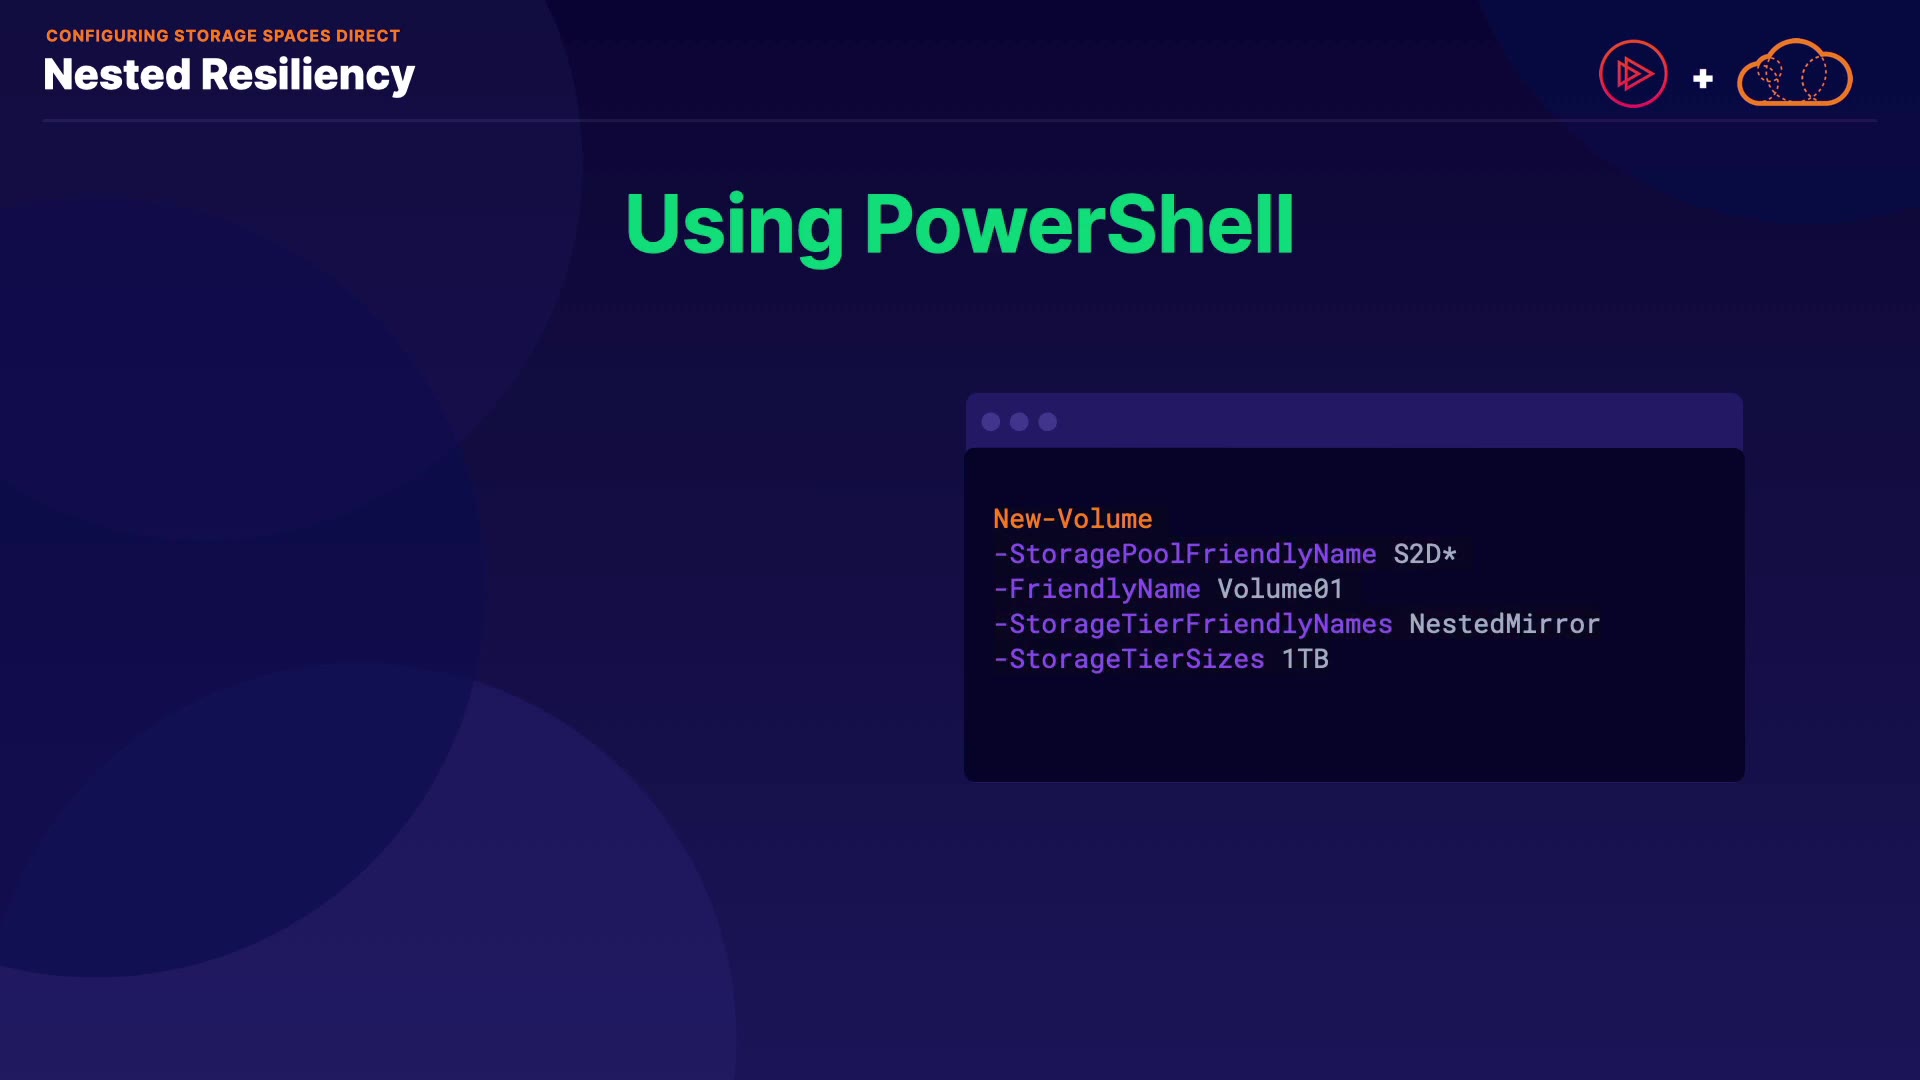 CONFIGURING STORAGE SPACES DIRECT
Nested Resiliency
+
Using PowerShell
New-Volume
-StoragePoolFriendlyName S2D*
-FriendlyName Volume01
-StorageTierFriendlyNames NestedMirror
-StorageTierSizes 1TB